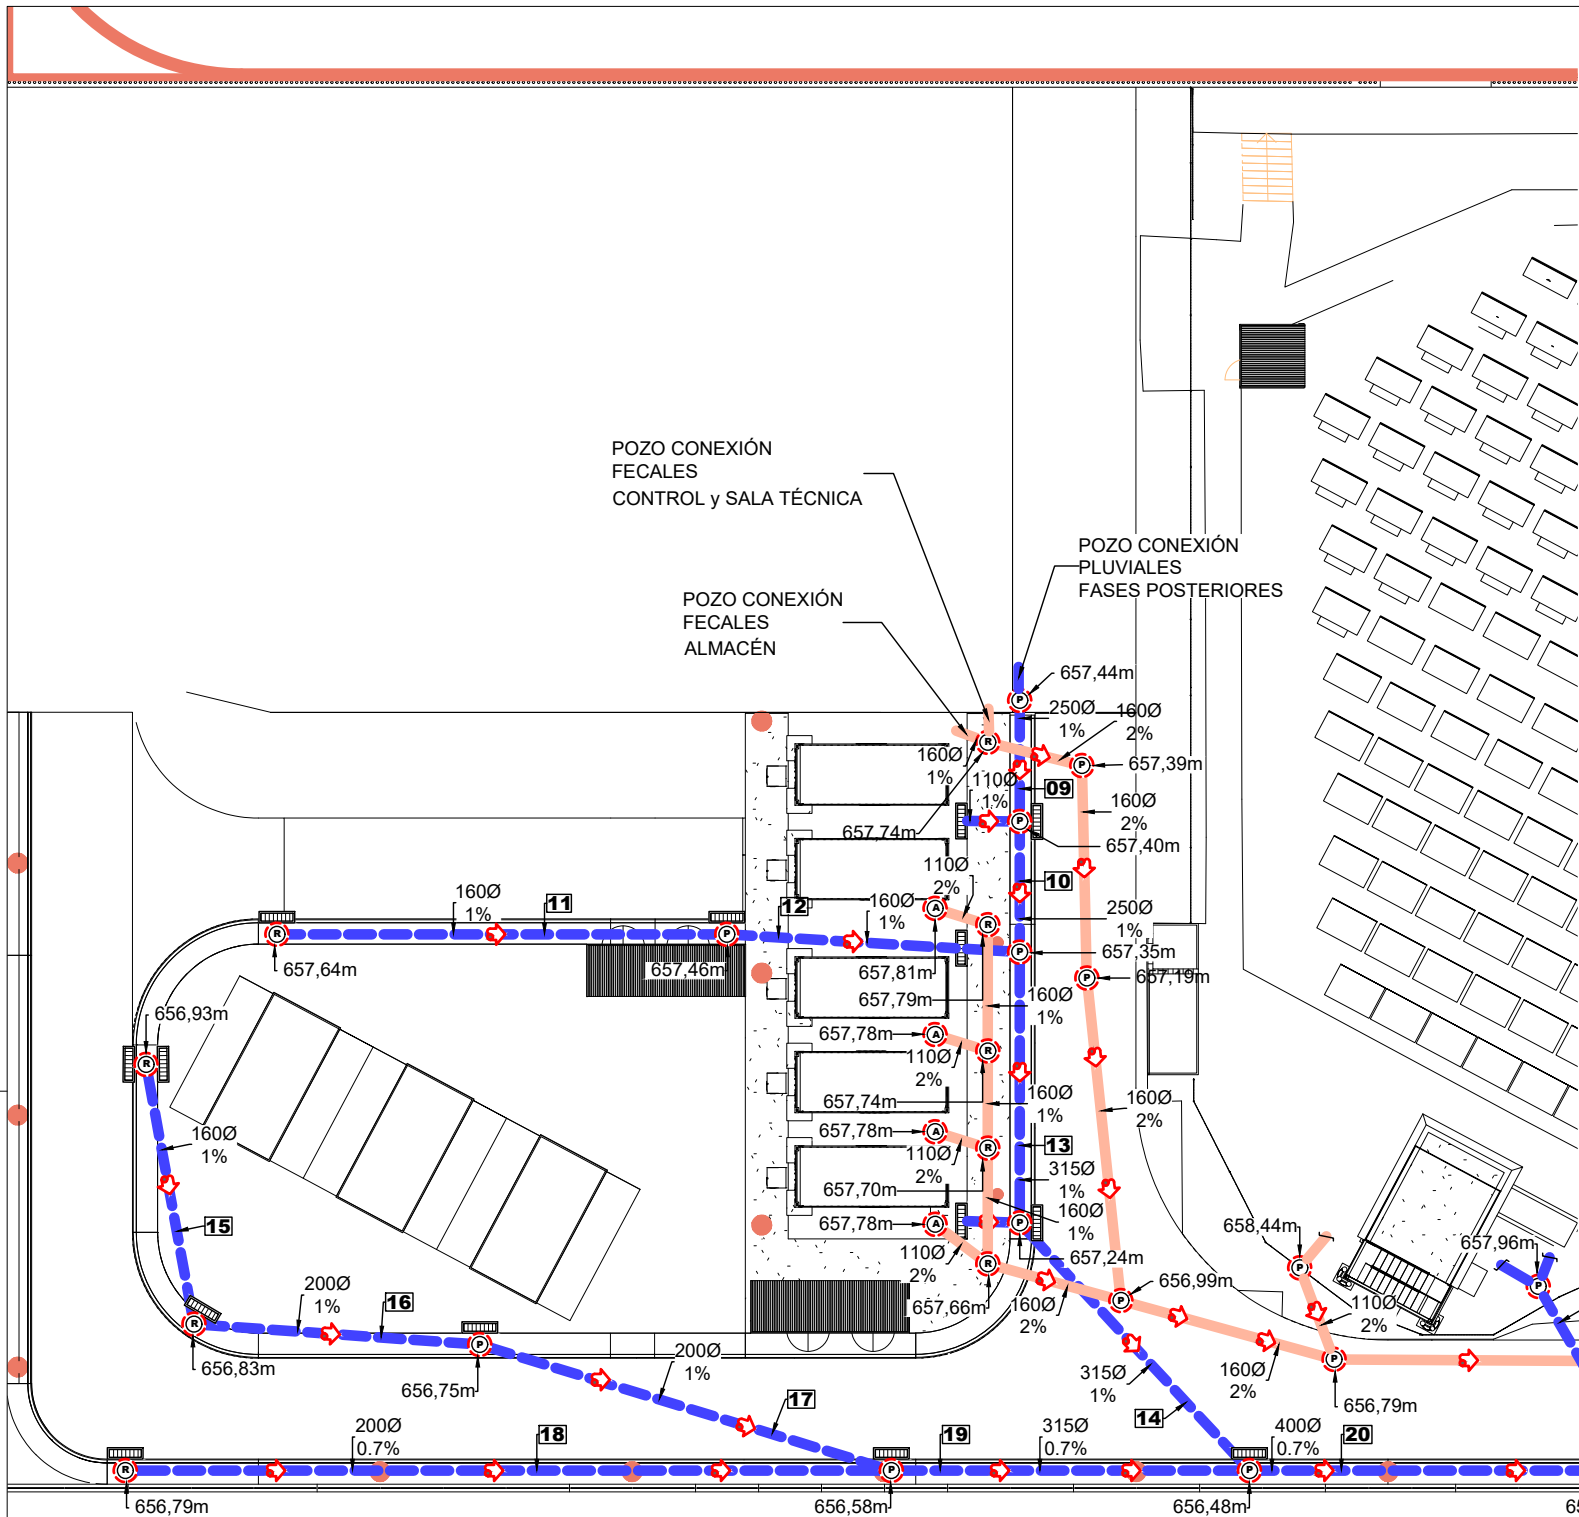 POZO CONEXIÓN
FECALES
CONTROL y SALA TÉCNICA
POZO CONEXIÓN
PLUVIALES
FASES POSTERIORES
POZO CONEXIÓN
FECALES
ALMACÉN
657,44m
250Ø
1%
160Ø
2%
R
P
160Ø
1%
P
657,39m
110Ø
1%
09
160Ø
2%
657,74m
P
657,40m
110Ø
2%
10
160Ø
1%
11
12
160Ø
1%
A
R
250Ø
1%
R
657,64m
P
657,46m
657,81m
P
657,35m
P
657,19m
657,79m
160Ø
1%
656,93m
R
657,78m
A
110Ø
2%
R
657,74m
160Ø
1%
160Ø
2%
160Ø
1%
657,78m
A
110Ø
2%
R
13
315Ø
1%
657,70m
160Ø
1%
15
657,78m
A
P
657,24m
658,44m
657,96m
110Ø
2%
R
P
P
200Ø
1%
16
657,66m
160Ø
2%
P
656,99m
110Ø
2%
R
656,83m
P
656,75m
200Ø
1%
315Ø
1%
160Ø
2%
P
656,79m
17
14
200Ø
0.7%
18
19
315Ø
0.7%
400Ø
0.7%
20
R
656,79m
P
656,58m
P
656,48m